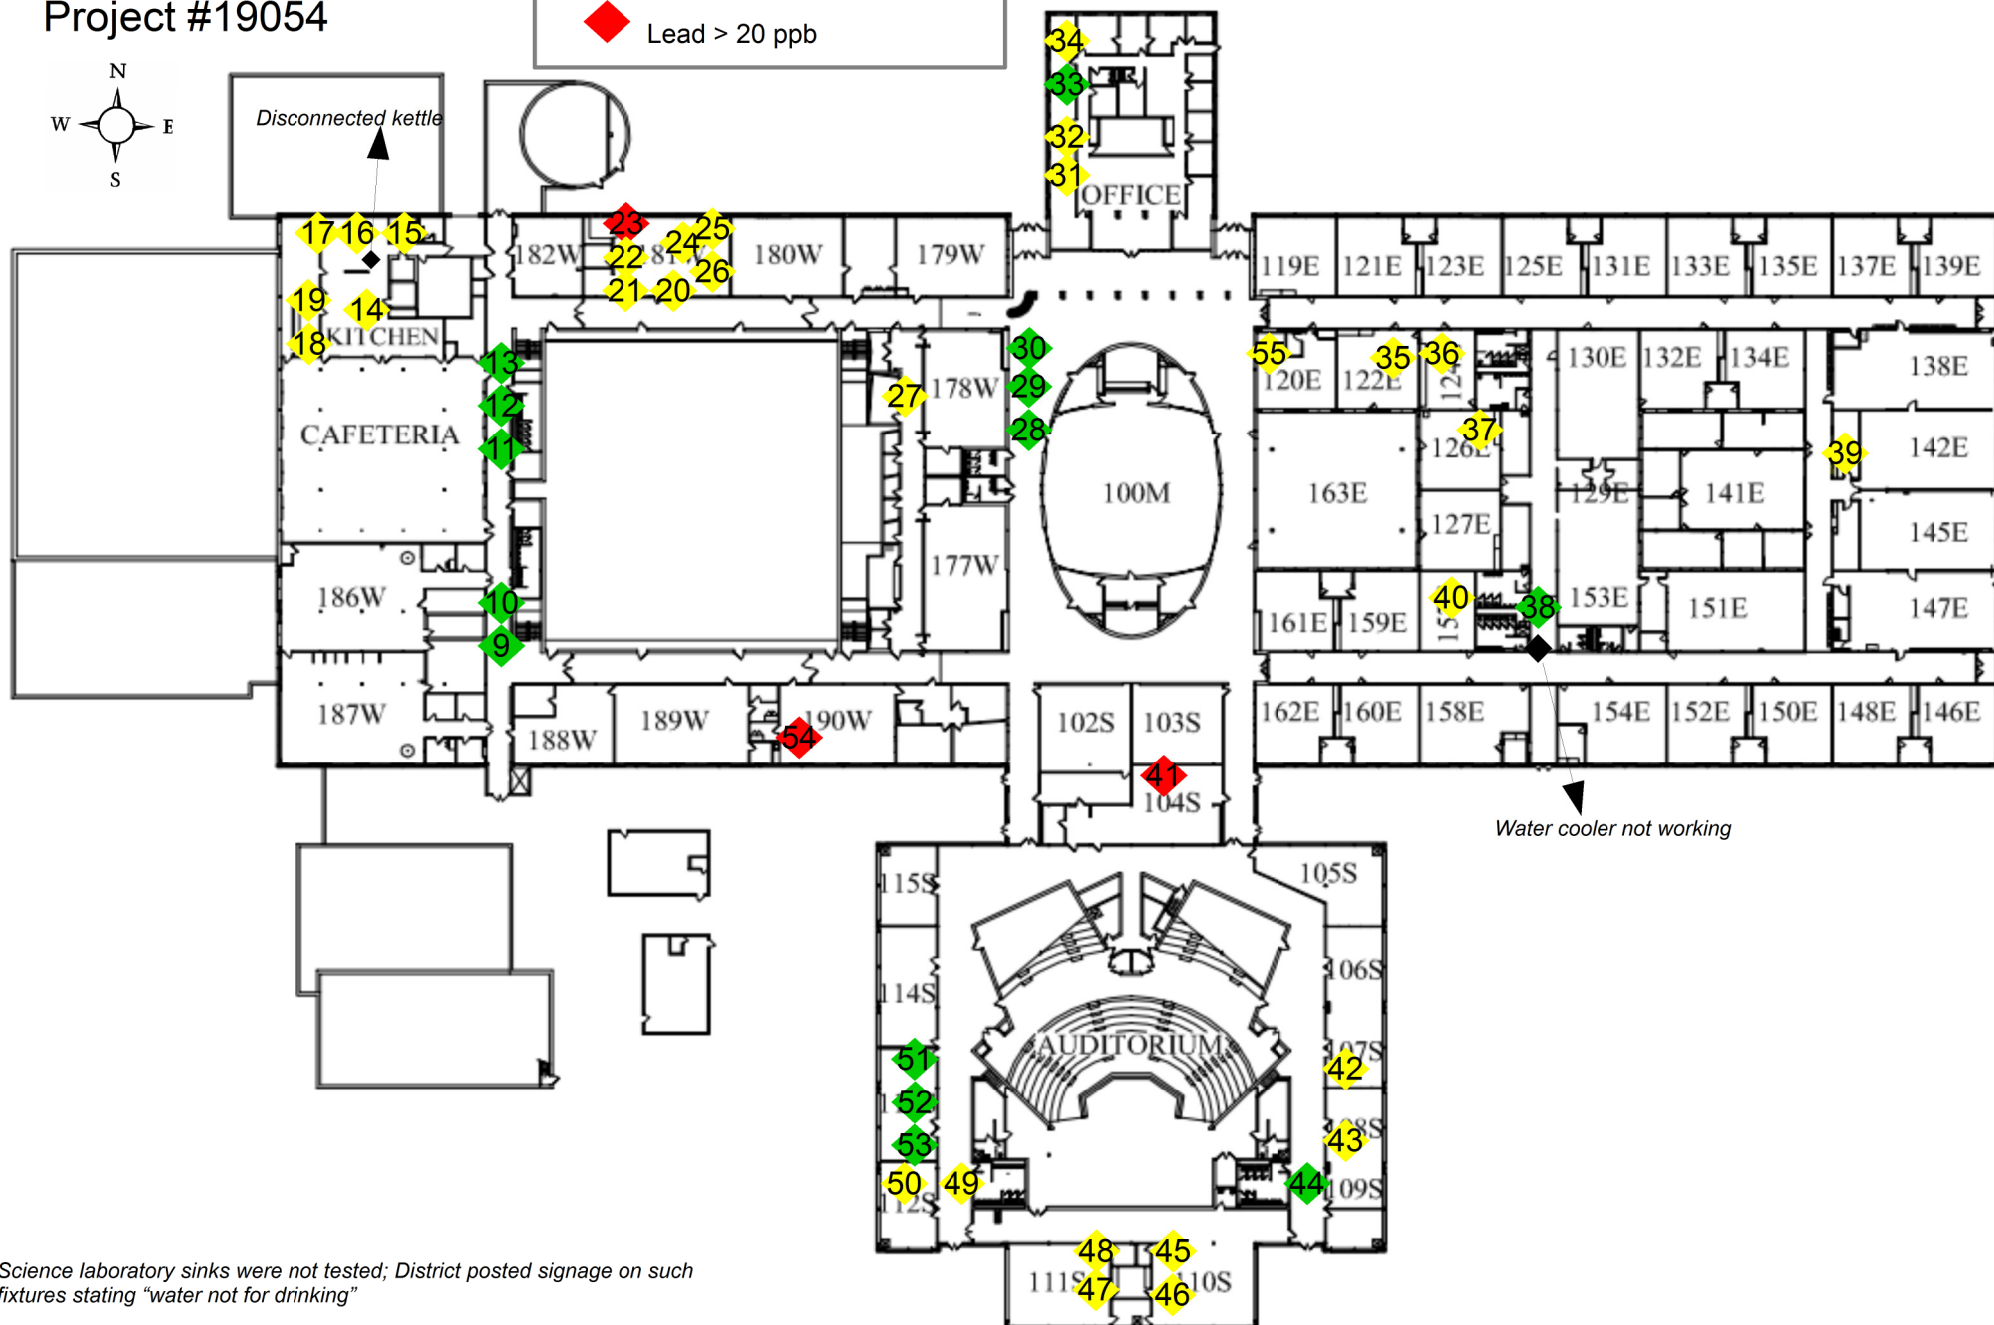 Project #19054
Lead > 20 ppb
N
W E
S
Disconnected kettle
34
33
32
31
OFFICE
17 16 15
19
14
18
KITCHEN
23
25
24
22
26
21 20
182W
180W
179W
119E
121E
123E
125E
131E
133E
135E
137E
139E
13
12
11
CAFETERIA
27
178W
30
29
28
100M
177W
55
120E
35
122E
36
37
126E
127E
163E
130E
132E
134E
129E
141E
39
138E
142E
145E
147E
186W
187W
10
9
161E
159E
40
38
153E
151E
188W
189W
54
190W
102S
103S
41
104S
162E
160E
158E
154E
152E
150E
148E
146E
Water cooler not working
115S
114S
51
52
53
50
49
112S
AUDITORIUM
105S
106S
107S
42
43
44
109S
48
45
111S
47
46
110S
Science laboratory sinks were not tested; District posted signage on such
fixtures stating “water not for drinking”